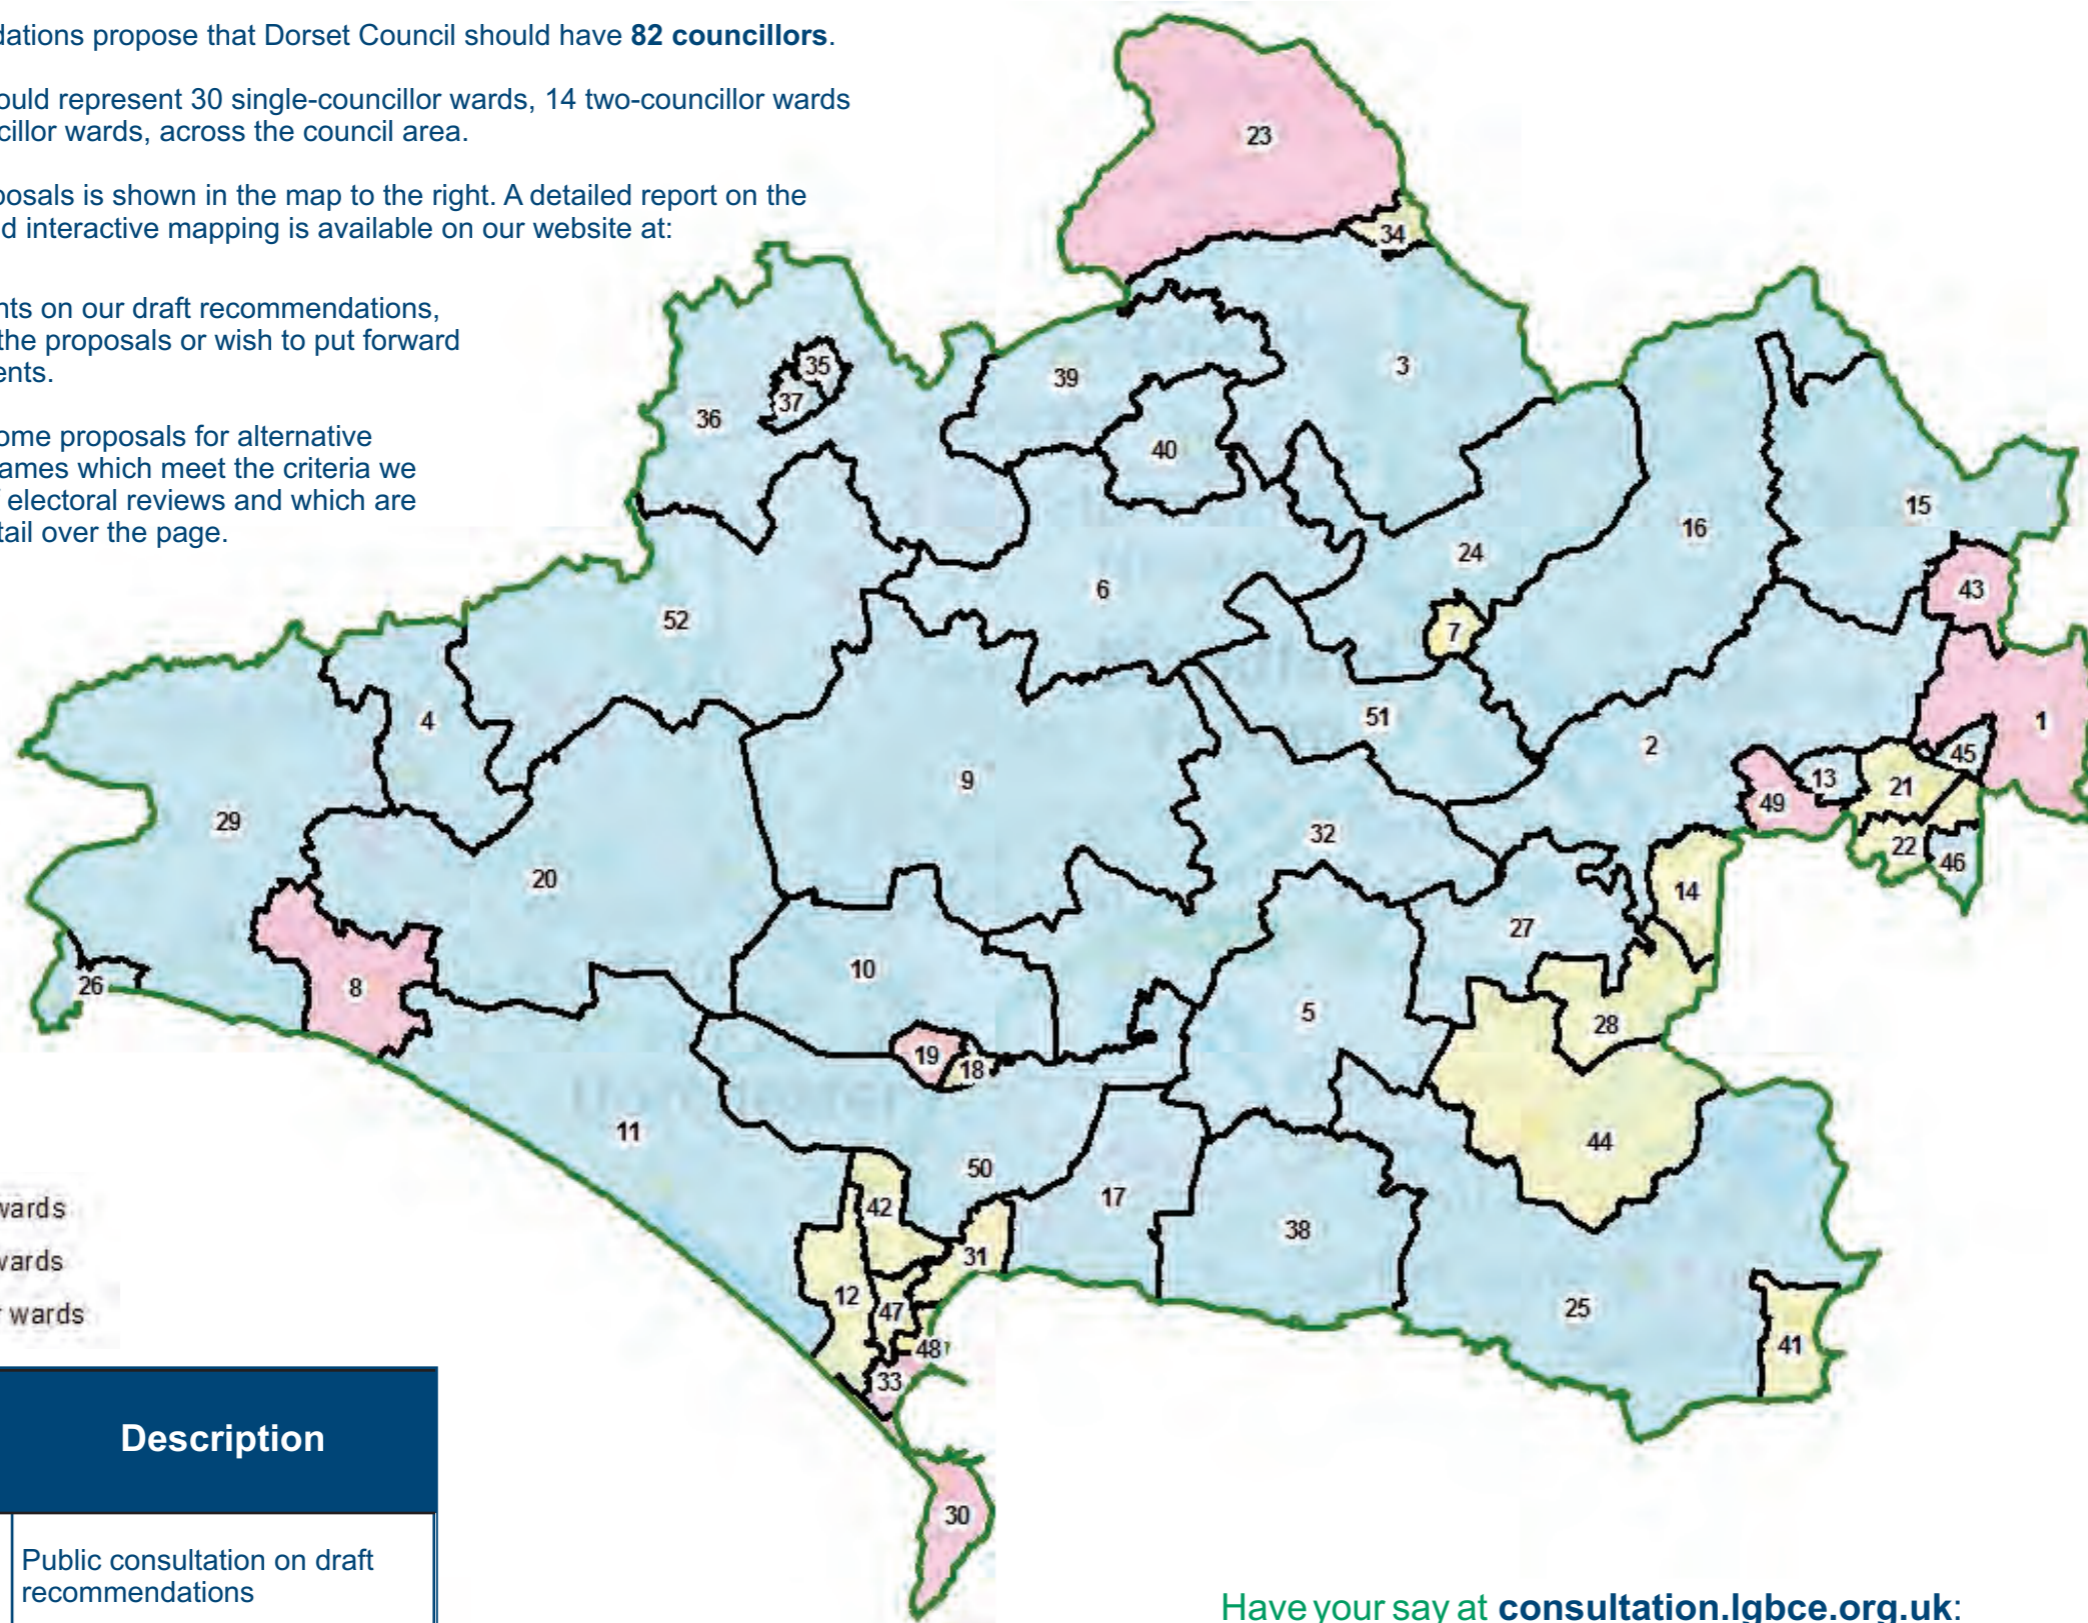 dations propose that Dorset Council should have 82 councillors.
ould represent 30 single-councillor wards, 14 two-councillor wards
cillor wards, across the council area.
posals is shown in the map to the right. A detailed report on the
d interactive mapping is available on our website at:
nts on our draft recommendations,
the proposals or wish to put forward
ents.
ome proposals for alternative
ames which meet the criteria we
f electoral reviews and which are
tail over the page.
23
34
3
35
37
36
39
40
15
16
24
43
6
52
7
1
4
51
2
45
13
21
49
9
29
32
22
46
20
14
27
10
8
26
5
28
19
18
11
44
50
17
42
38
31
12
47
25
48
41
33
30
wards
wards
r wards
Description
Public consultation on draft
recommendations
Have your say at consultation.lgbce.org.uk: